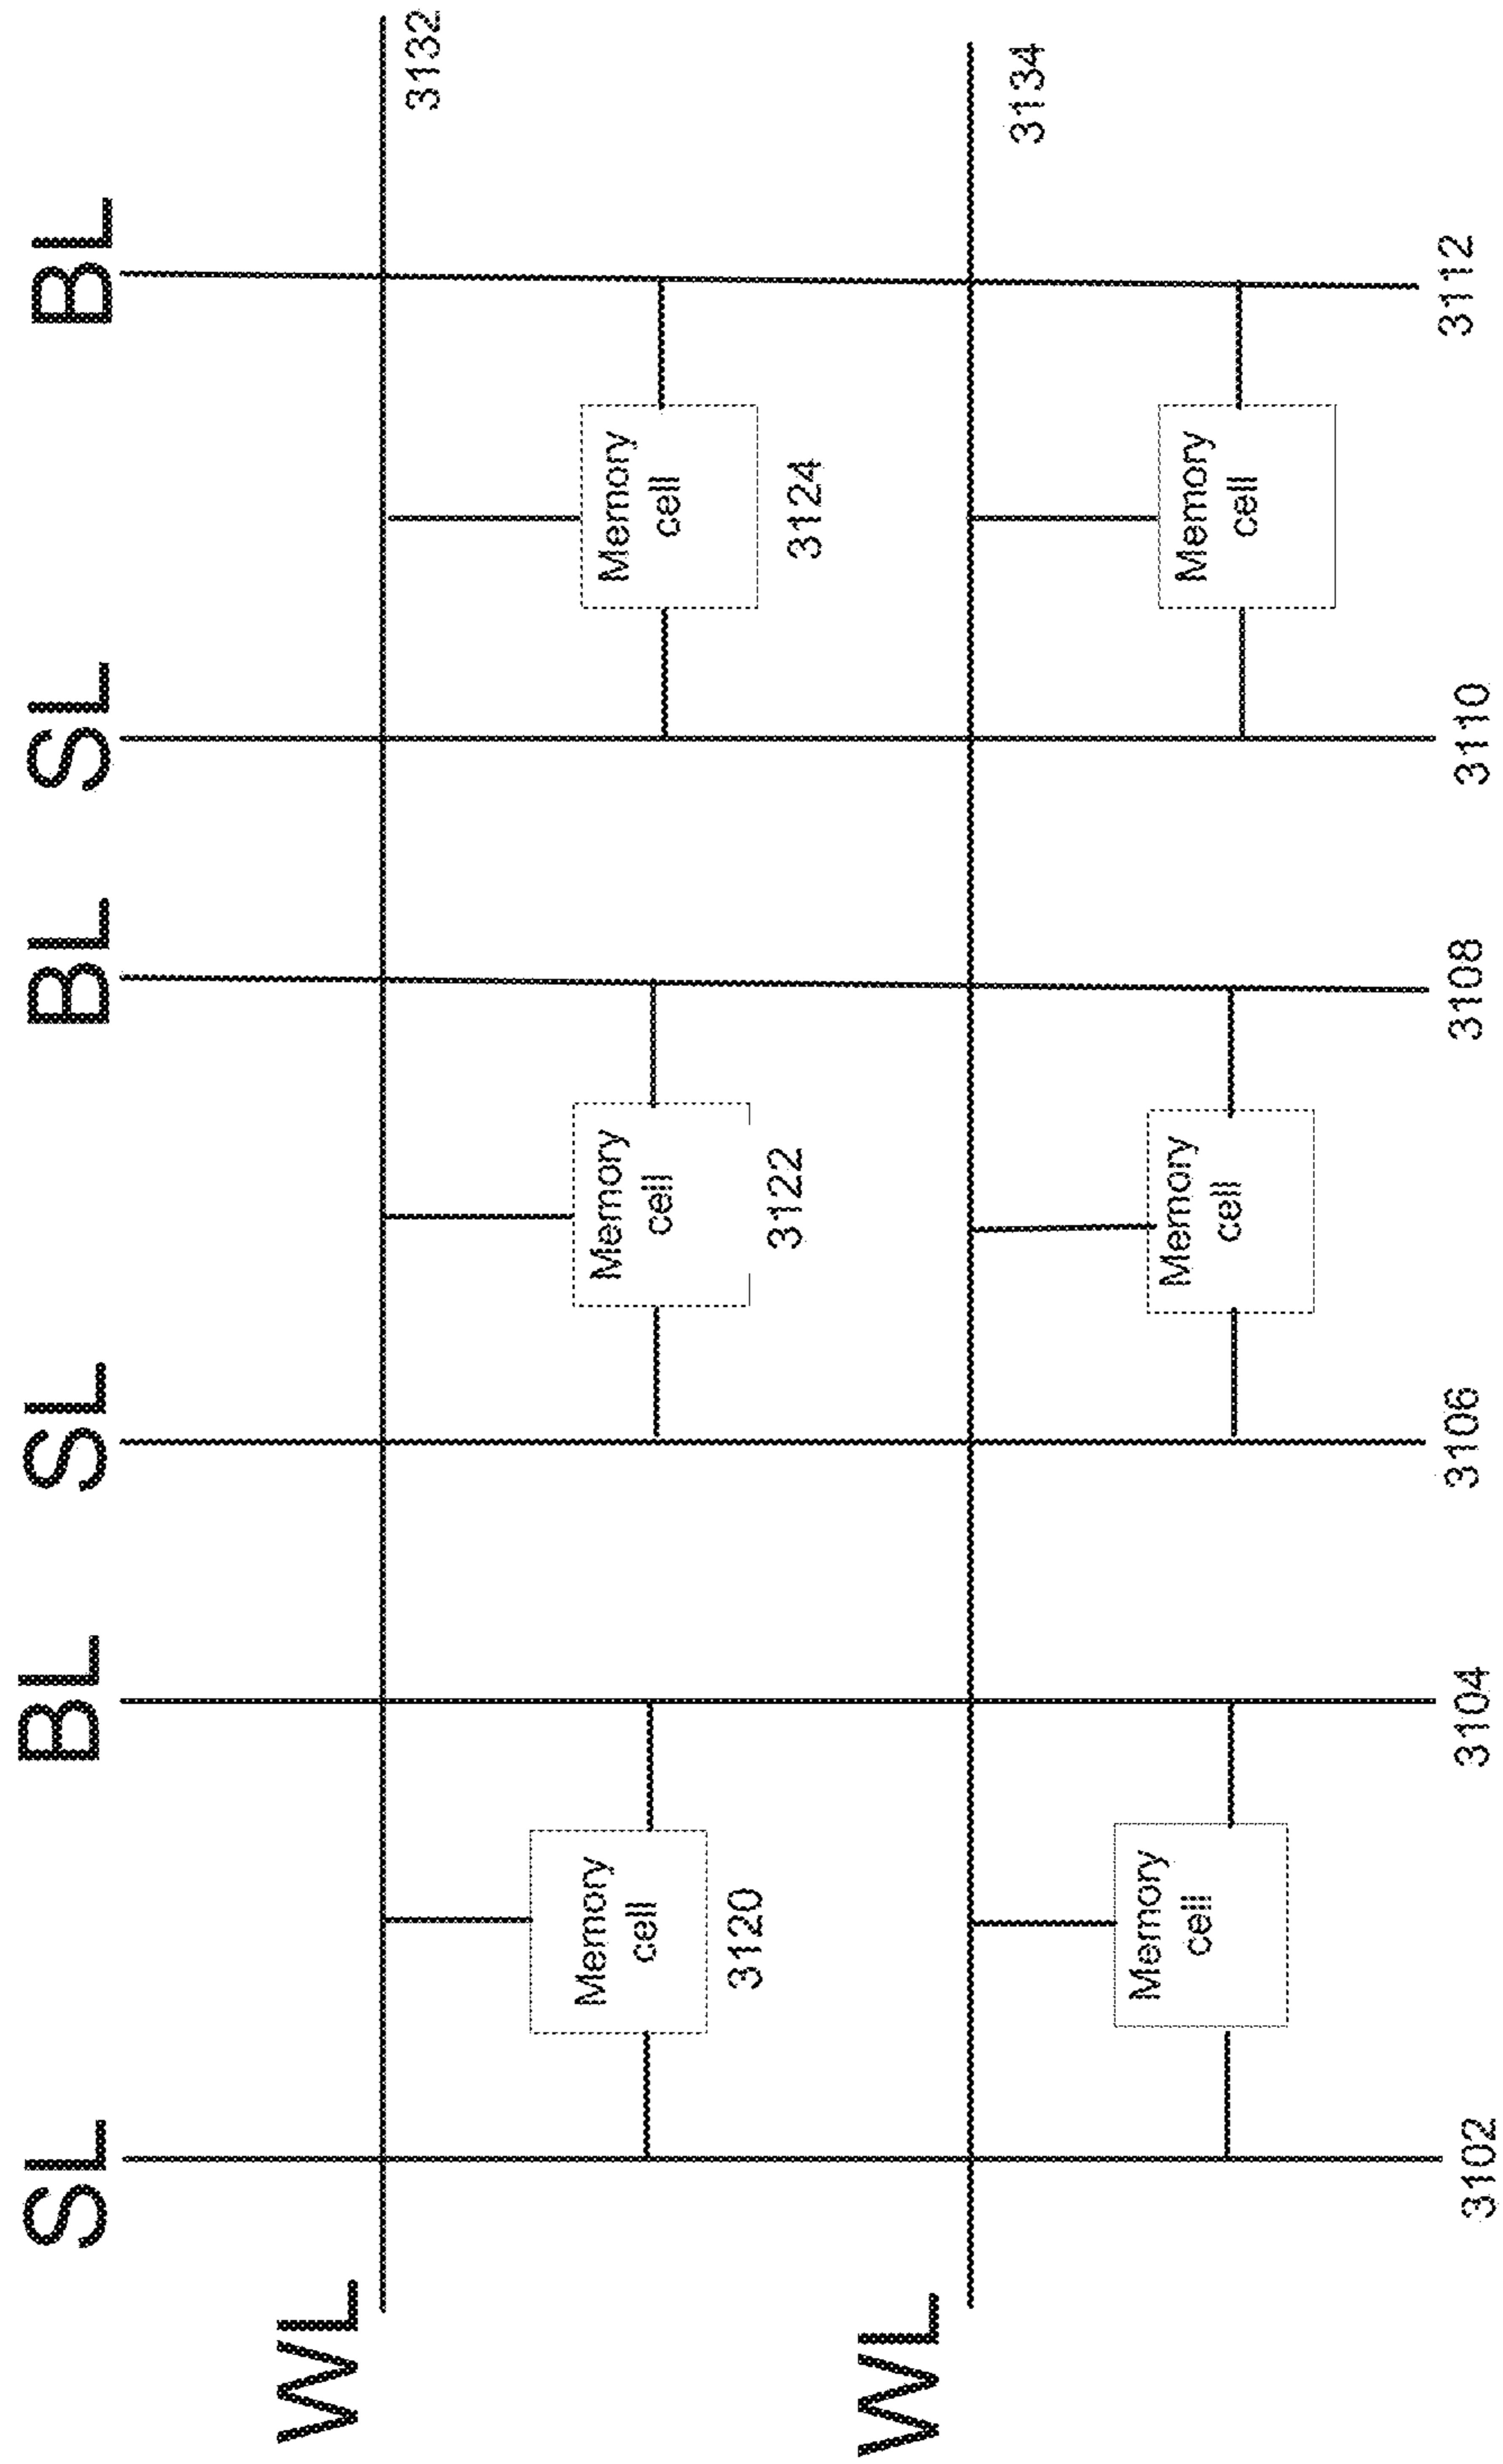 SL
BL
SL
BL
SL
BL
WL
3132
Memory
cell
3120
Memory
cell
3122
Memory
cell
3124
WL
3134
Memory
cell
Memory
cell
Memory
cell
3102
3104
3106
3108
3110
3112